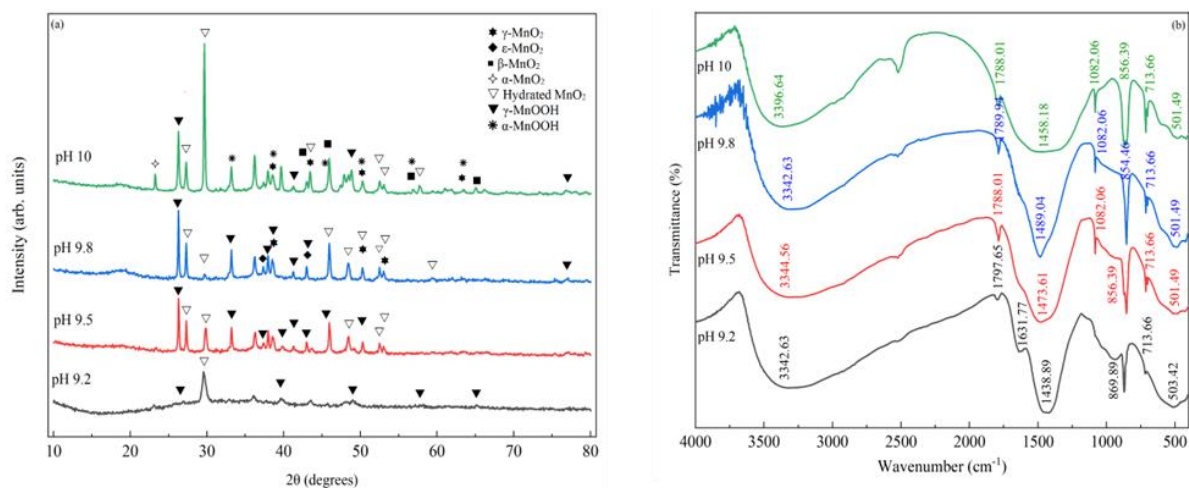 (a)
γ-MnO₂
ε-MnO₂
β-MnO₂
α-MnO₂
Hydrated MnO₂
γ-MnOOH
α-MnOOH
pH 10
pH 9.8
pH 9.5
pH 9.2
Intensity (arb. units)
10 20 30 40 50 60 70 80
2θ (degrees)
(b)
pH 10
3396.64
1788.01
1458.18
1082.06
856.39
713.66
501.49
pH 9.8
3342.63
1789.94
1489.04
1082.06
854.46
713.66
501.49
pH 9.5
3344.56
1788.01
1473.61
1082.06
856.39
713.66
501.49
pH 9.2
3342.63
1797.65
1631.77
1438.89
869.89
713.66
503.42
Transmittance (%)
4000 3500 3000 2500 2000 1500 1000 500
Wavenumber (cm⁻¹)